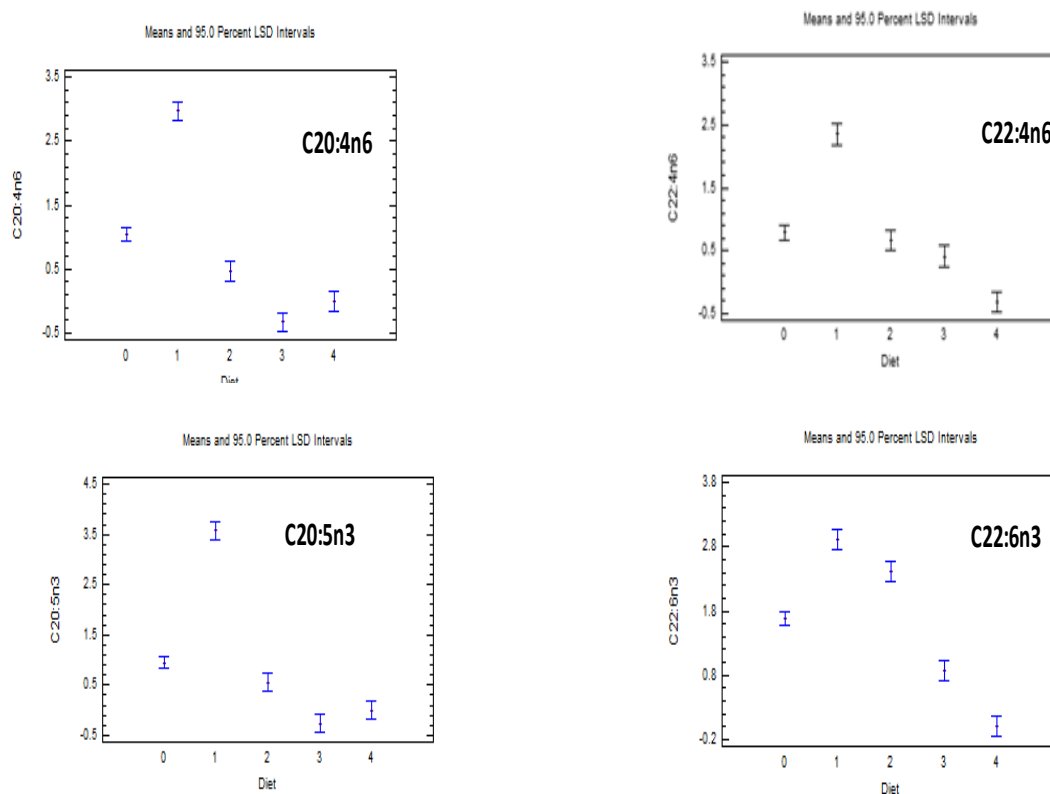 Means and 95.0 Percent LSD Intervals
3.5
2.5
1.5
0.5
-0.5
C20:4n6
C20:4n6
0 1 2 3 4
Diet
Means and 95.0 Percent LSD Intervals
3.5
2.5
1.5
0.5
-0.5
C22:4n6
C22:4n6
0 1 2 3 4
Diet
Means and 95.0 Percent LSD Intervals
4.5
3.5
2.5
1.5
0.5
-0.5
C20:5n3
C20:5n3
0 1 2 3 4
Diet
Means and 95.0 Percent LSD Intervals
3.8
2.8
1.8
0.8
-0.2
C22:6n3
C22:6n3
0 1 2 3 4
Diet